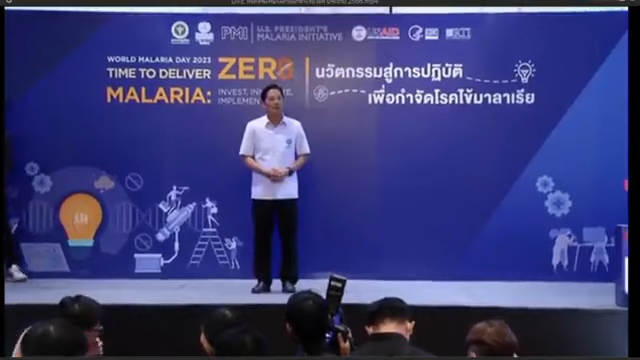 PMI
U.S. PRESIDENT'S
MALARIA INITIATIVE
USAID
RTI
WORLD MALARIA DAY 2023
TIME TO DELIVER ZERO
MALARIA: INVEST,
IMPLEMENT
นวัตกรรมสู่การปฏิบัติ
เพื่อกำจัดโรคไข้มาลาเรีย